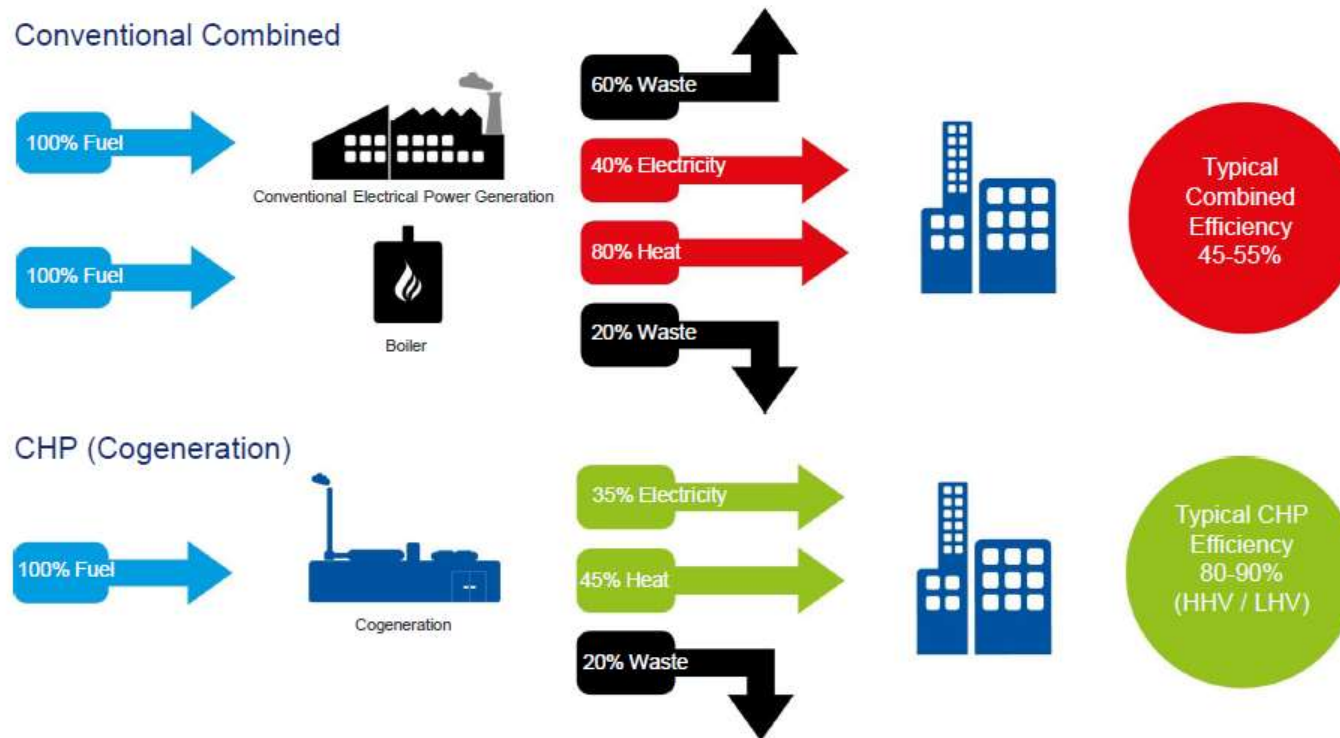 Conventional Combined
100% Fuel
Conventional Electrical Power Generation
100% Fuel
Boiler
60% Waste
40% Electricity
80% Heat
20% Waste
Typical
Combined
Efficiency
45-55%
CHP (Cogeneration)
100% Fuel
Cogeneration
35% Electricity
45% Heat
20% Waste
Typical CHP
Efficiency
80-90%
(HHV / LHV)